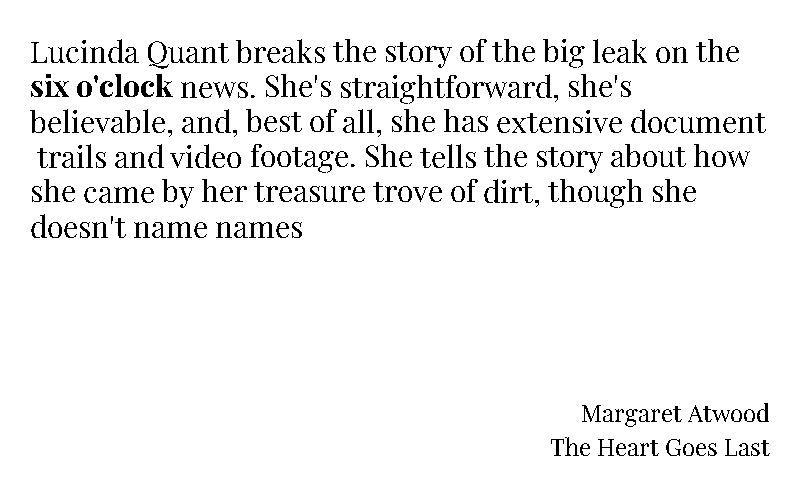 Lucinda Quant breaks the story of the big leak on the
six o'clock news. She's straightforward, she's
believable, and, best of all, she has extensive document
trails and video footage. She tells the story about how
she came by her treasure trove of dirt, though she
doesn't name names
Margaret Atwood
The Heart Goes Last